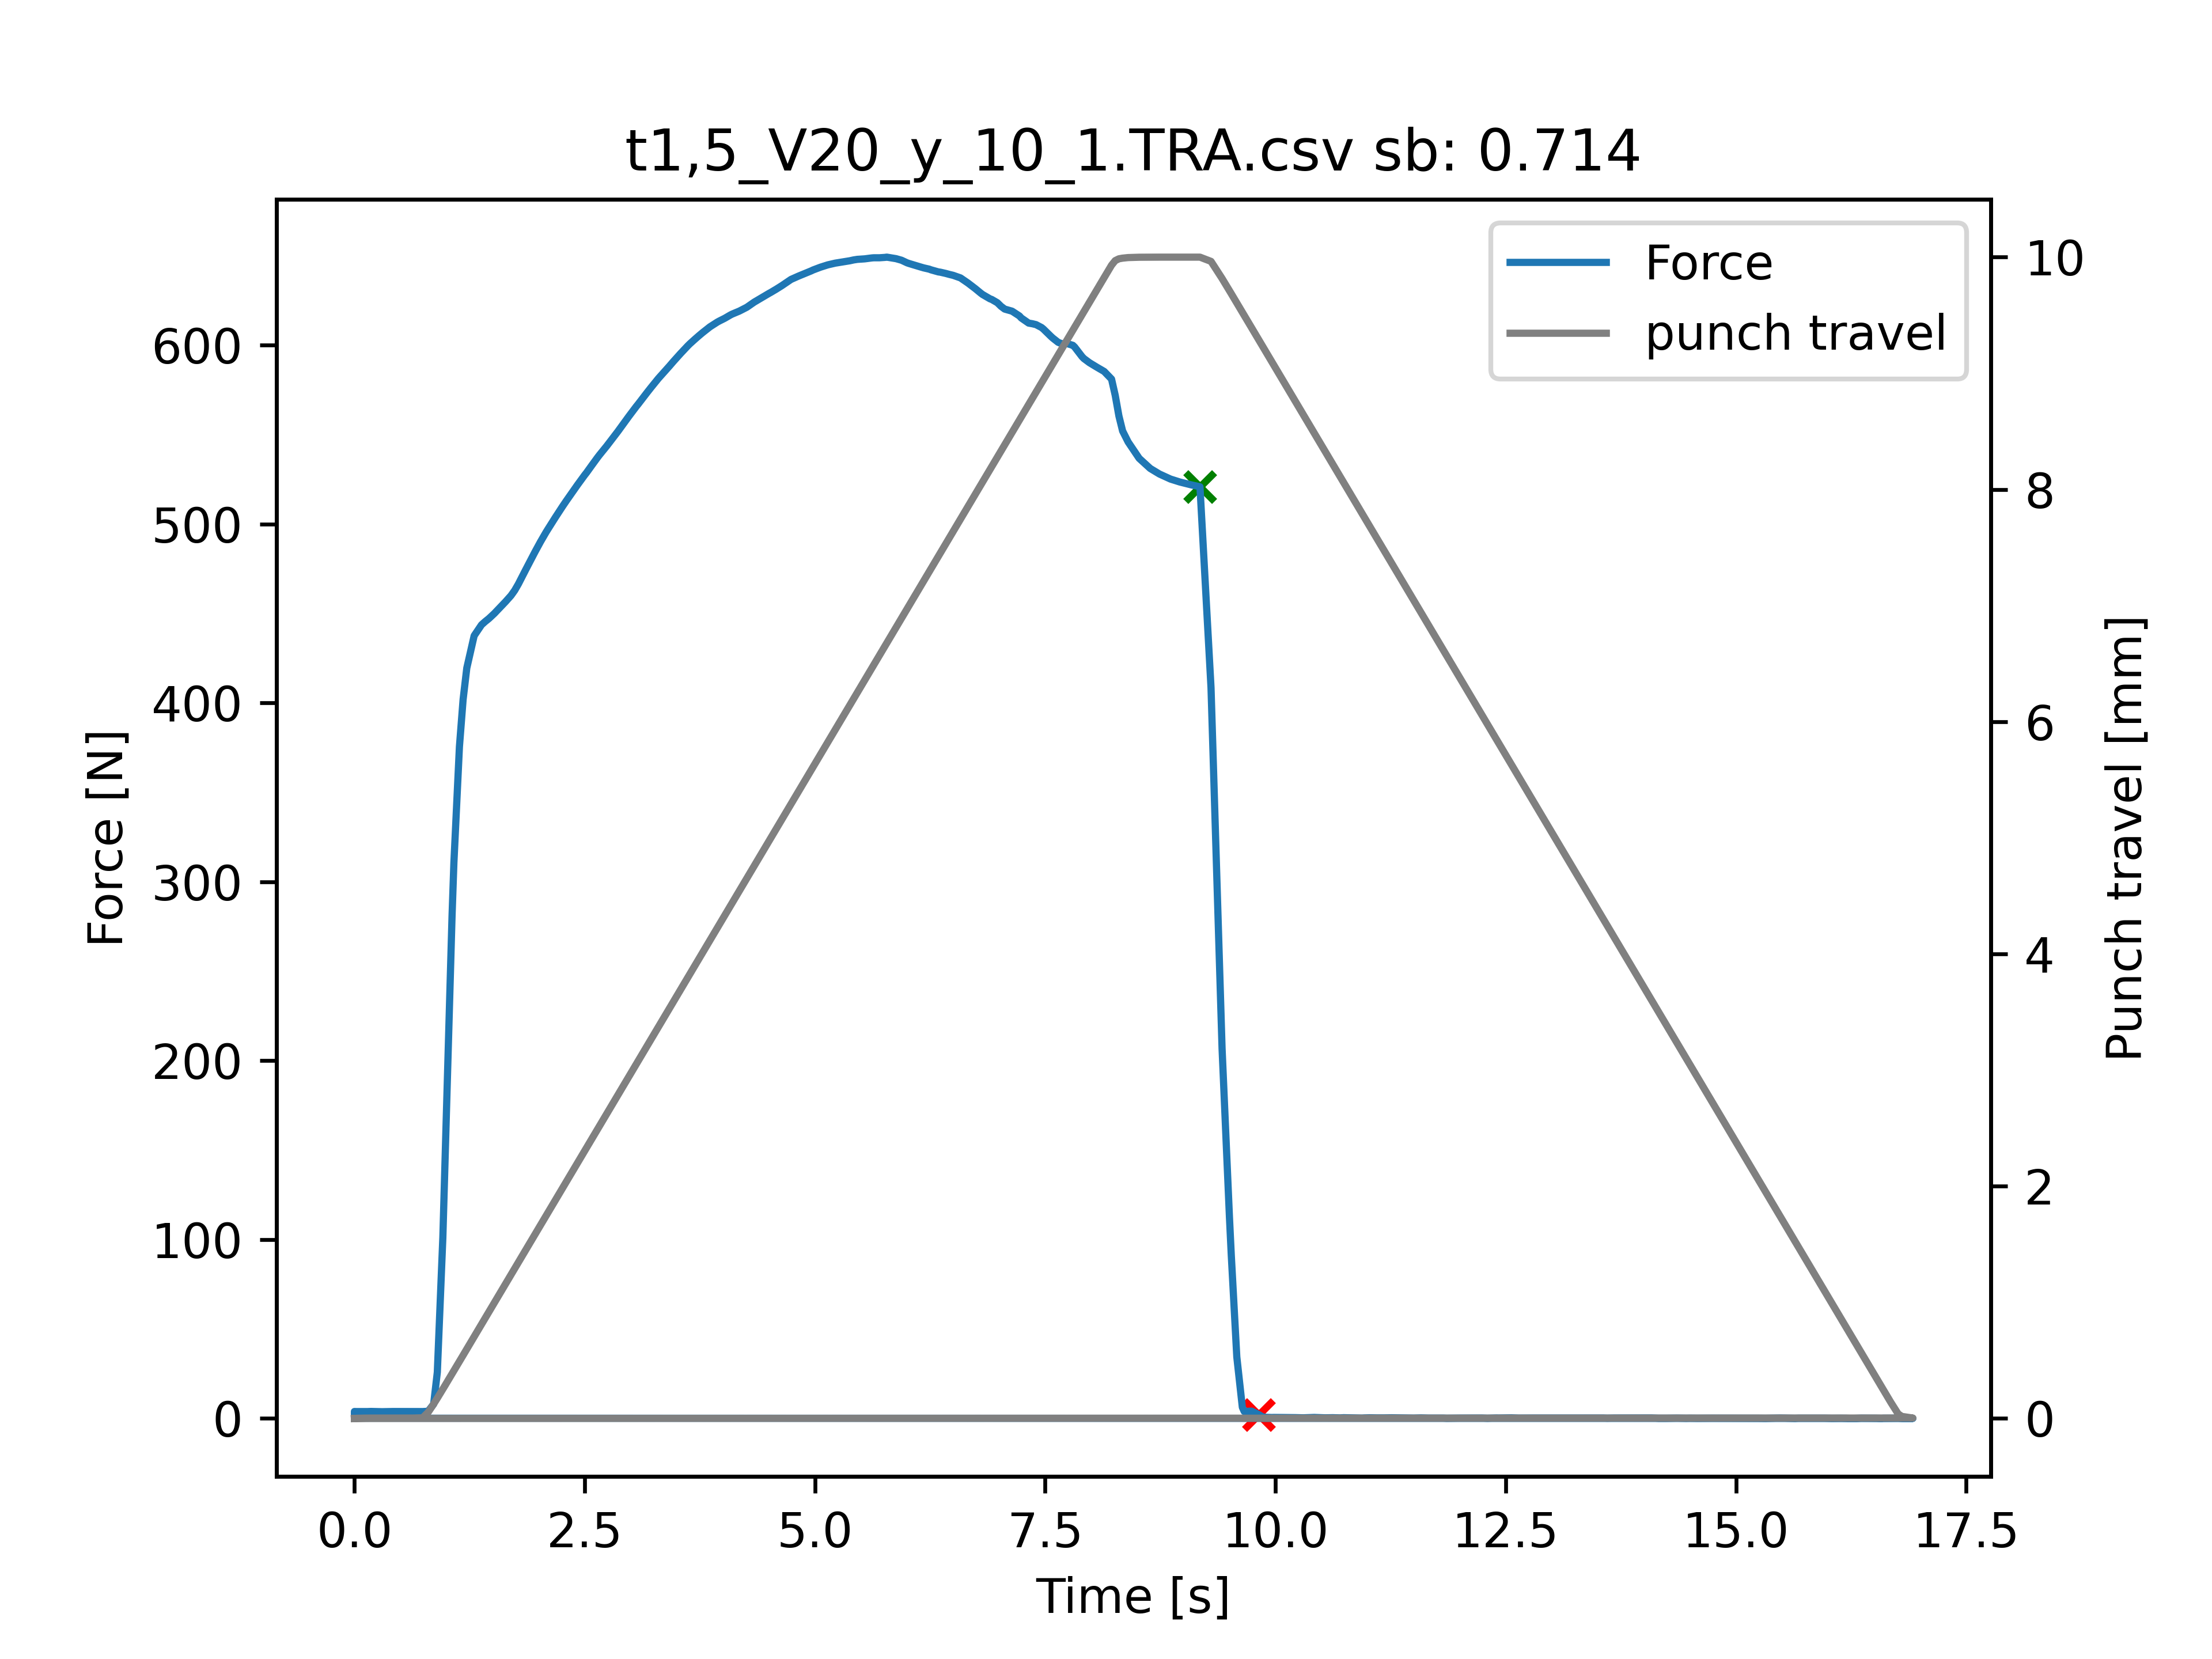 t1,5_V20_y_10_1.TRA.csv sb: 0.714
Force
punch travel
Force [N]
600
500
400
300
200
100
0
10
8
6
4
2
0
Punch travel [mm]
0.0 2.5 5.0 7.5 10.0 12.5 15.0 17.5
Time [s]